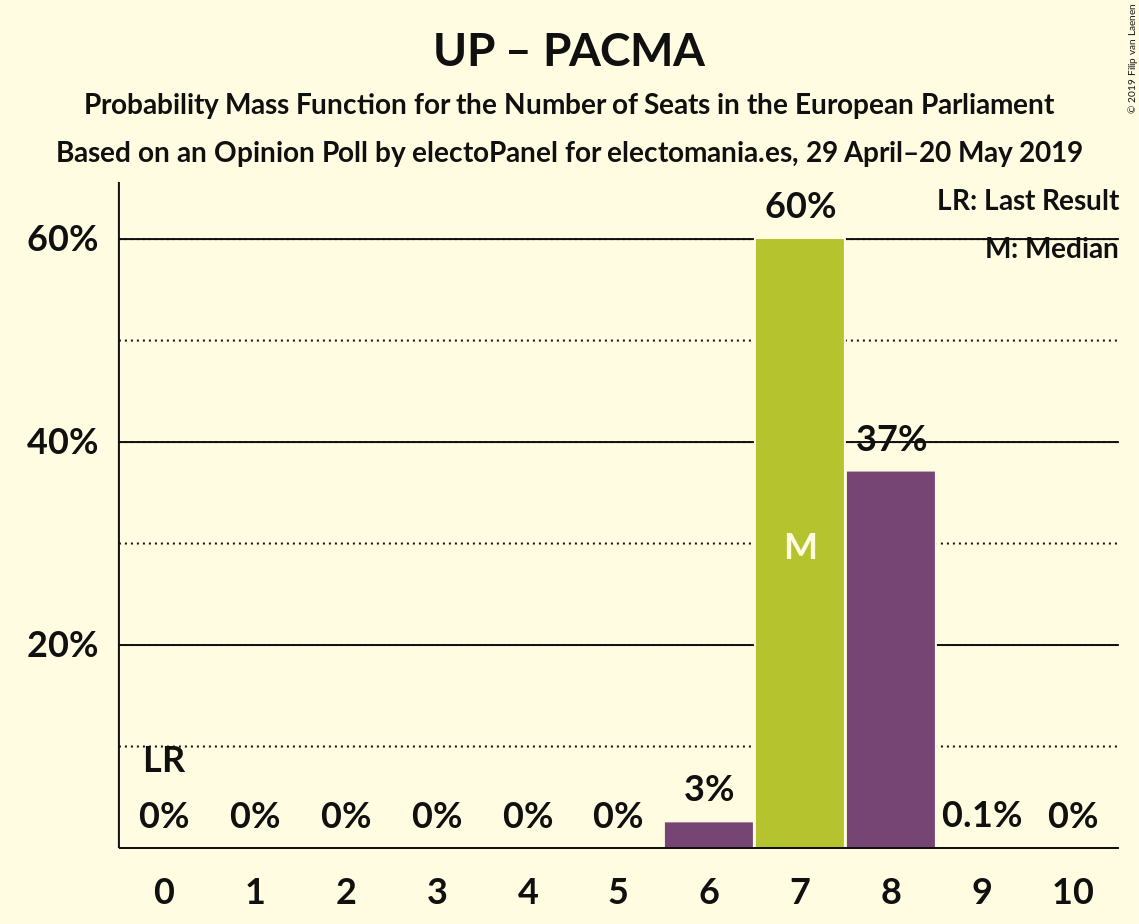 UP – PACMA
Probability Mass Function for the Number of Seats in the European Parliament
Based on an Opinion Poll by electoPanel for electomania.es, 29 April–20 May 2019
© 2019 Filip van Laenen
LR: Last Result
M: Median
60%
40%
20%
LR
0% 0% 0% 0% 0% 0% 3% 60% 37% 0.1% 0%
M
0 1 2 3 4 5 6 7 8 9 10